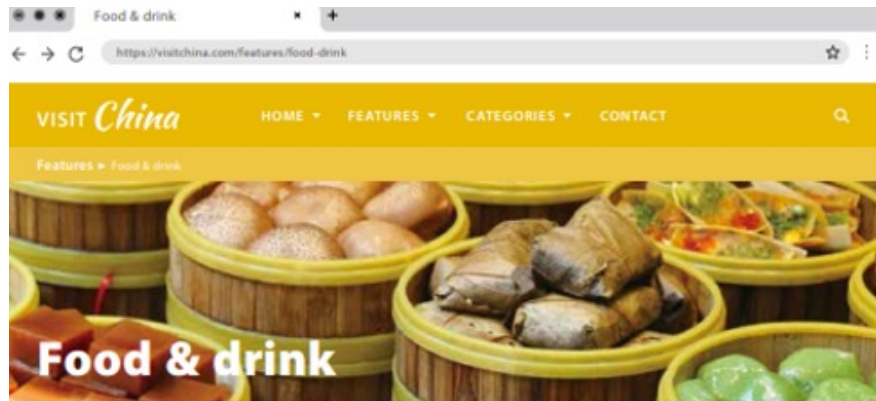 Food & drink
https://visitchina.com/features/food-drink
VISIT China HOME FEATURES CATEGORIES CONTACT
Features ► Food & drink
Food & drink